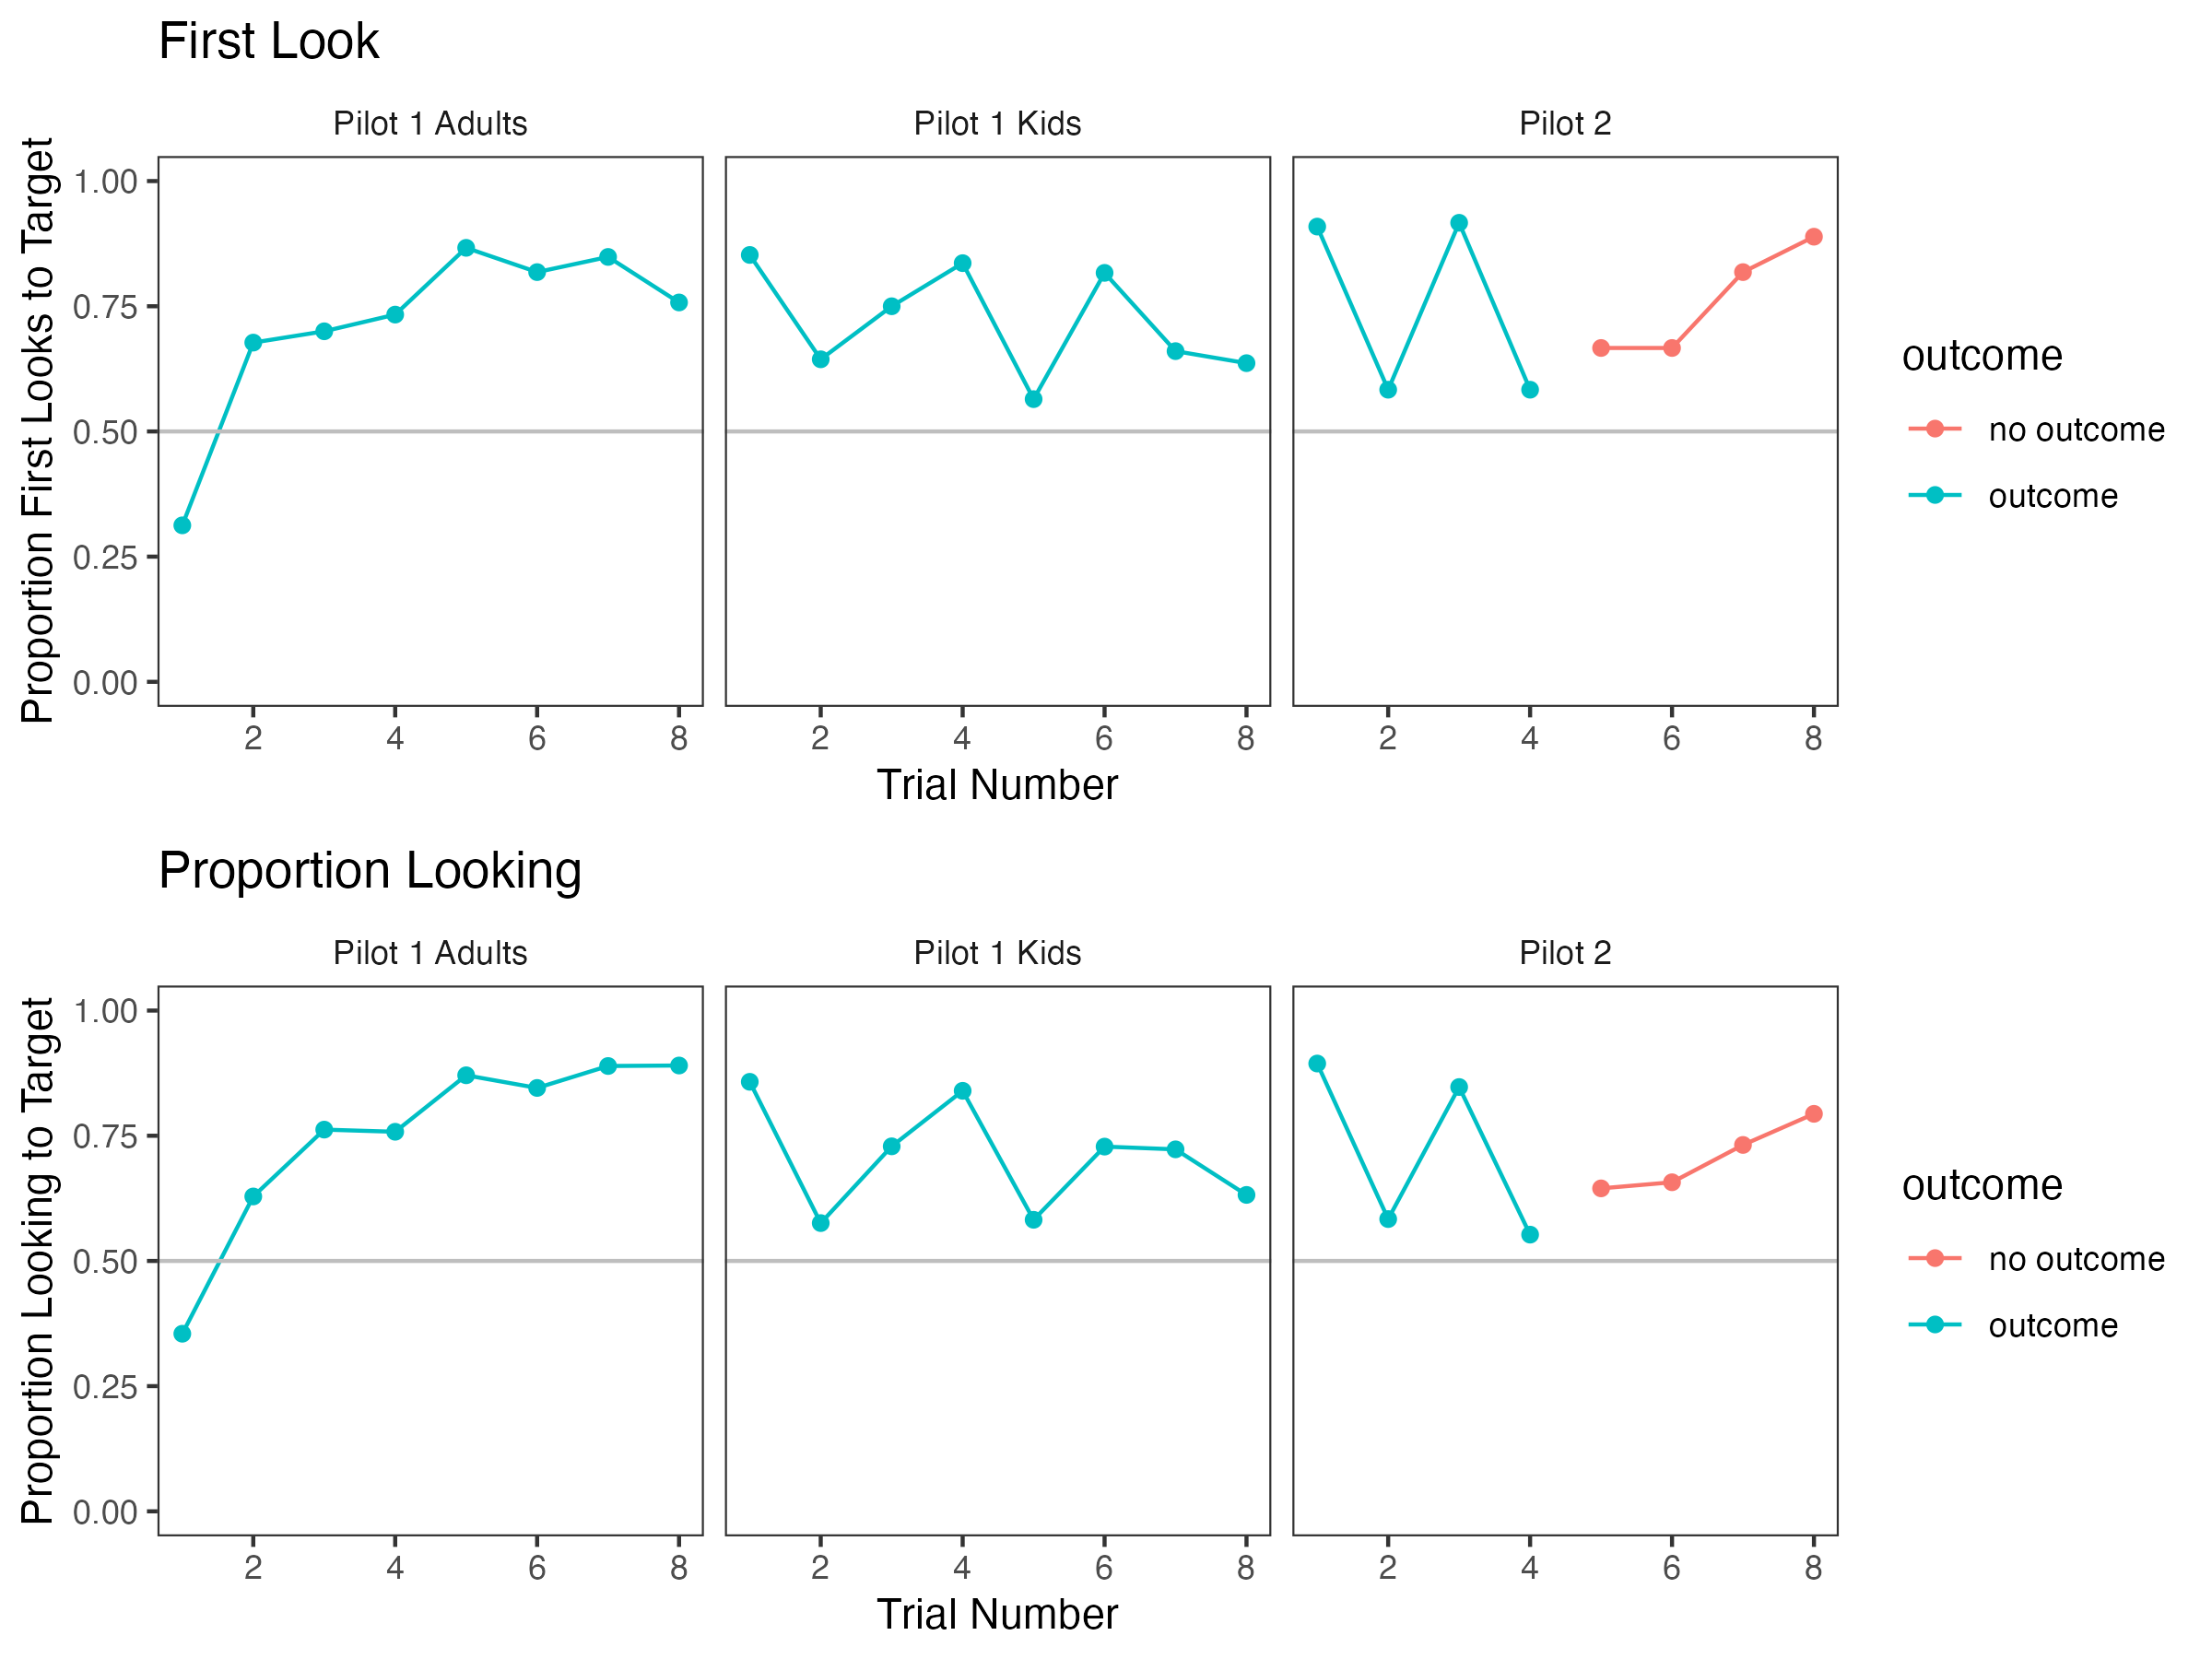 First Look
Pilot 1 Adults
Pilot 1 Kids
Pilot 2
Proportion First Looks to Target
1.00
0.75
0.50
0.25
0.00
2 4 6 8
2 4 6 8
2 4 6 8
Trial Number
outcome
no outcome
outcome
Proportion Looking
Pilot 1 Adults
Pilot 1 Kids
Pilot 2
Proportion Looking to Target
1.00
0.75
0.50
0.25
0.00
2 4 6 8
2 4 6 8
2 4 6 8
Trial Number
outcome
no outcome
outcome